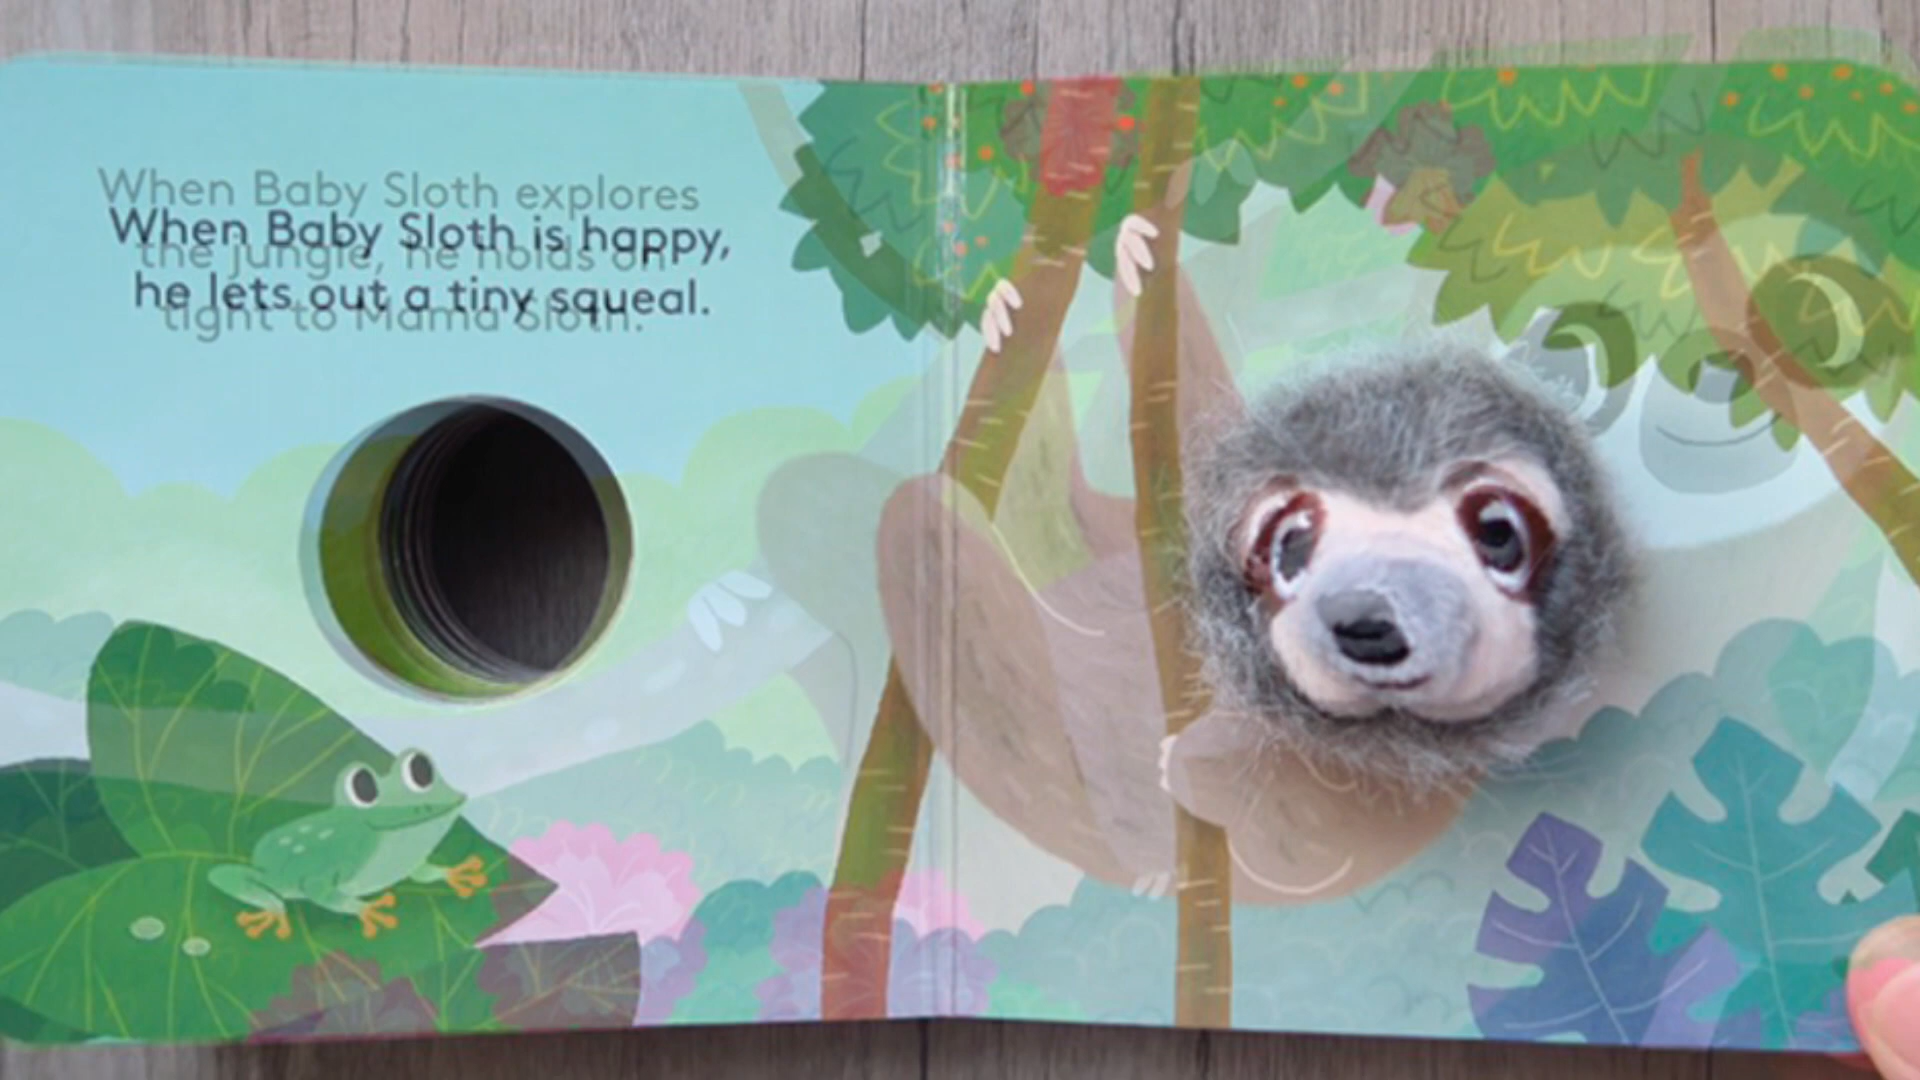 When Baby Sloth explores
the jungle, he holds on
tight to Mama Sloth.
When Baby Sloth is happy,
he lets out a tiny squeal.